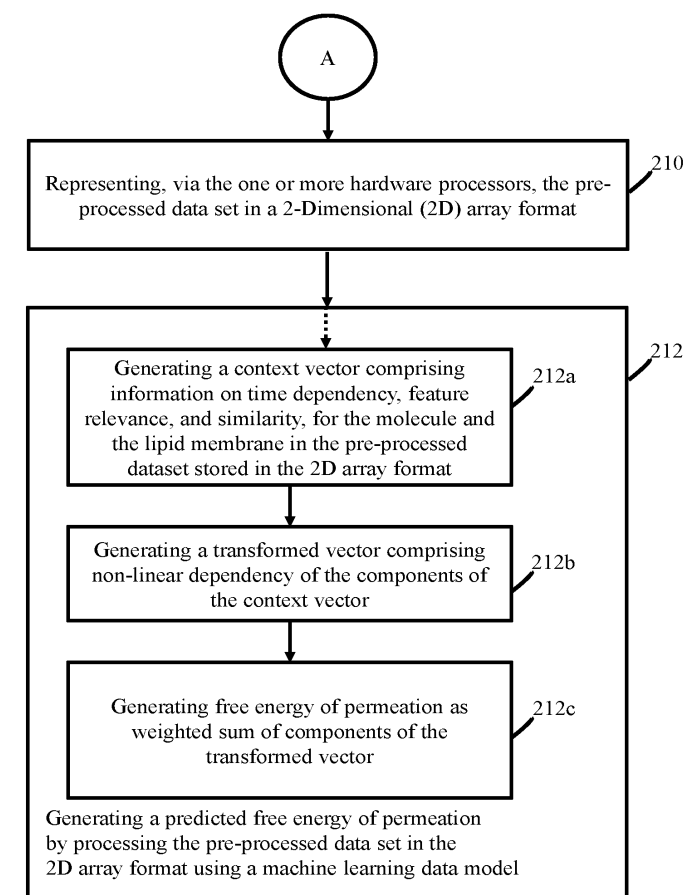 A
Representing, via the one or more hardware processors, the pre-
processed data set in a 2-Dimensional (2D) array format
210
212
Generating a context vector comprising
information on time dependency, feature
relevance, and similarity, for the molecule and
the lipid membrane in the pre-processed
dataset stored in the 2D array format
212a
Generating a transformed vector comprising
non-linear dependency of the components of
the context vector
212b
Generating free energy of permeation as
weighted sum of components of the
transformed vector
212c
Generating a predicted free energy of permeation
by processing the pre-processed data set in the
2D array format using a machine learning data model